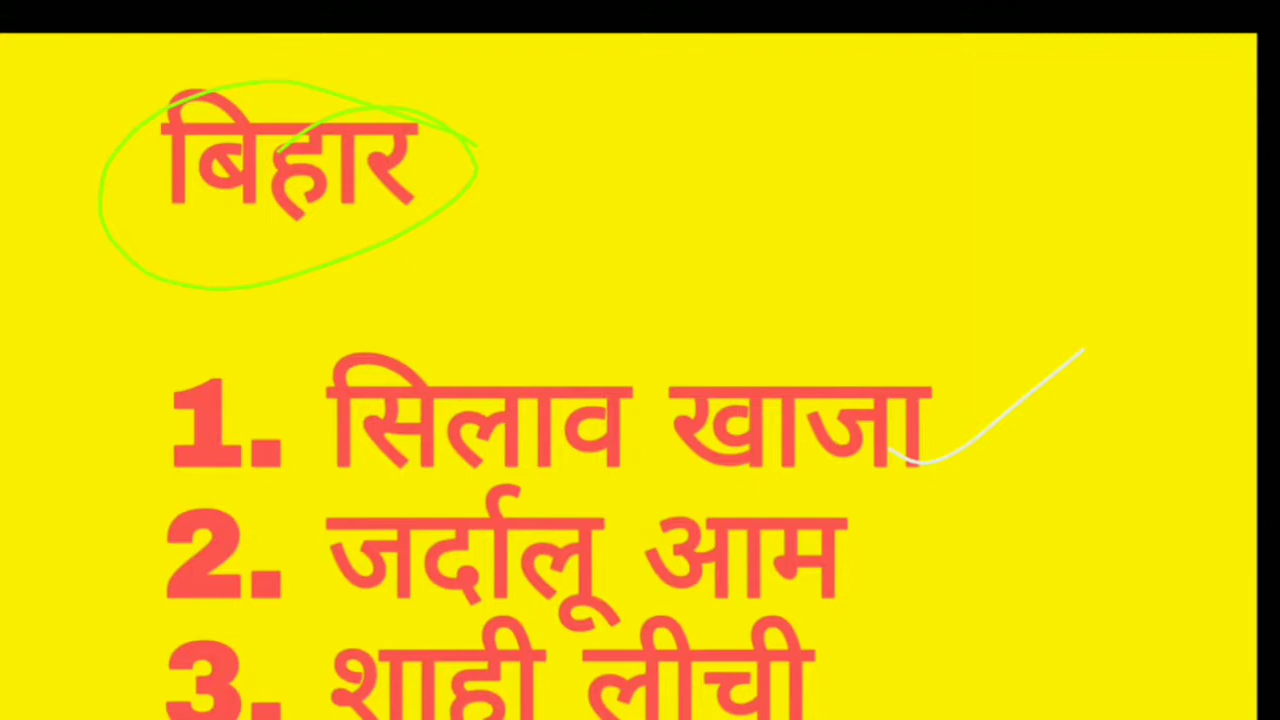 बिहार
1. सिलाव खाजा
2. जर्दालू आम
3. शाही लीची